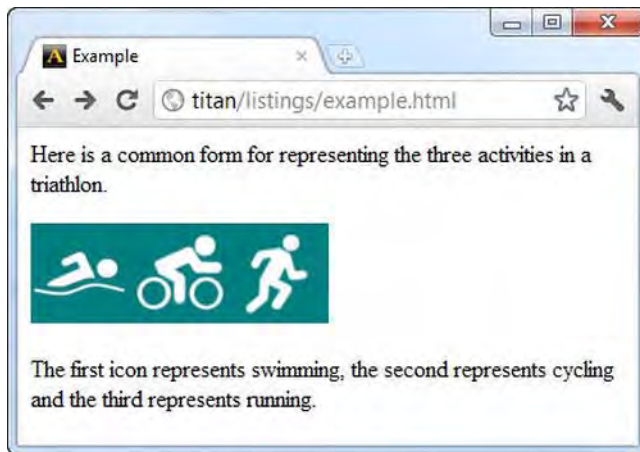 Example
titan/listings/example.html
Here is a common form for representing the three activities in a
triathlon.
The first icon represents swimming, the second represents cycling
and the third represents running.